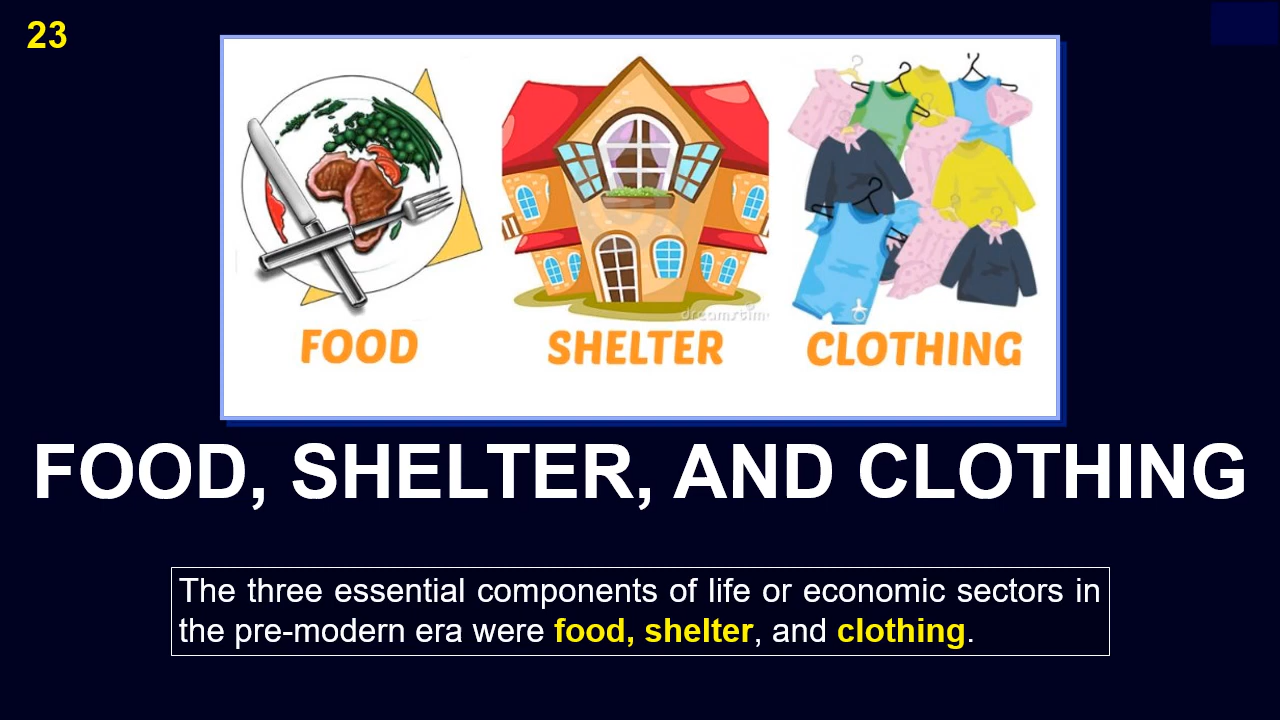 23
dreamstim
FOOD SHELTER CLOTHING
FOOD, SHELTER, AND CLOTHING
The three essential components of life or economic sectors in
the pre-modern era were food, shelter, and clothing.